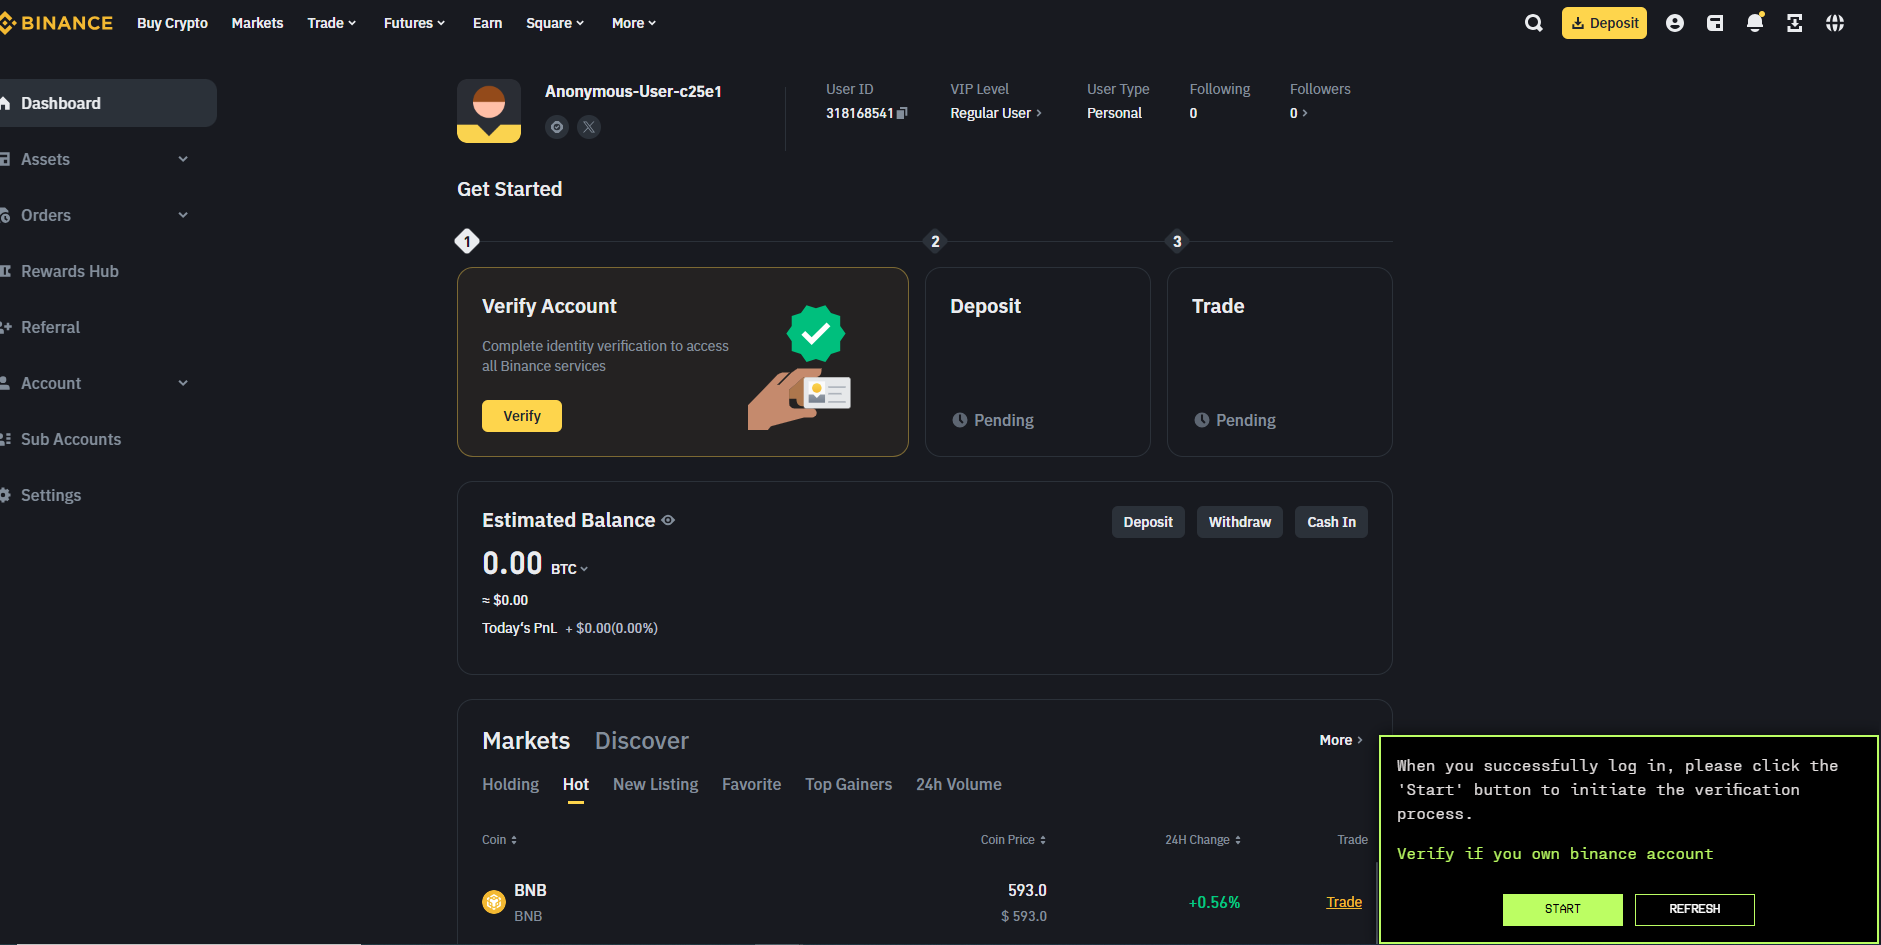 BINANCE Buy Crypto Markets Trade Futures Earn Square More Deposit
Dashboard
Assets
Orders
Rewards Hub
Referral
Account
Sub Accounts
Settings
Anonymous-User-c25e1
User ID VIP Level User Type Following Followers
318168541 Regular User Personal 0 0
Get Started
1 2 3
Verify Account
Complete identity verification to access
all Binance services
Verify
Deposit
Pending
Trade
Pending
Estimated Balance
Deposit Withdraw Cash In
0.00 BTC
≈ $0.00
Today's PnL + $0.00(0.00%)
Markets Discover More
Holding Hot New Listing Favorite Top Gainers 24h Volume
Coin Coin Price 24H Change Trade
BNB 593.0
BNB $ 593.0
+0.56% Trade
When you successfully log in, please click the
'Start' button to initiate the verification
process.
Verify if you own binance account
START REFRESH